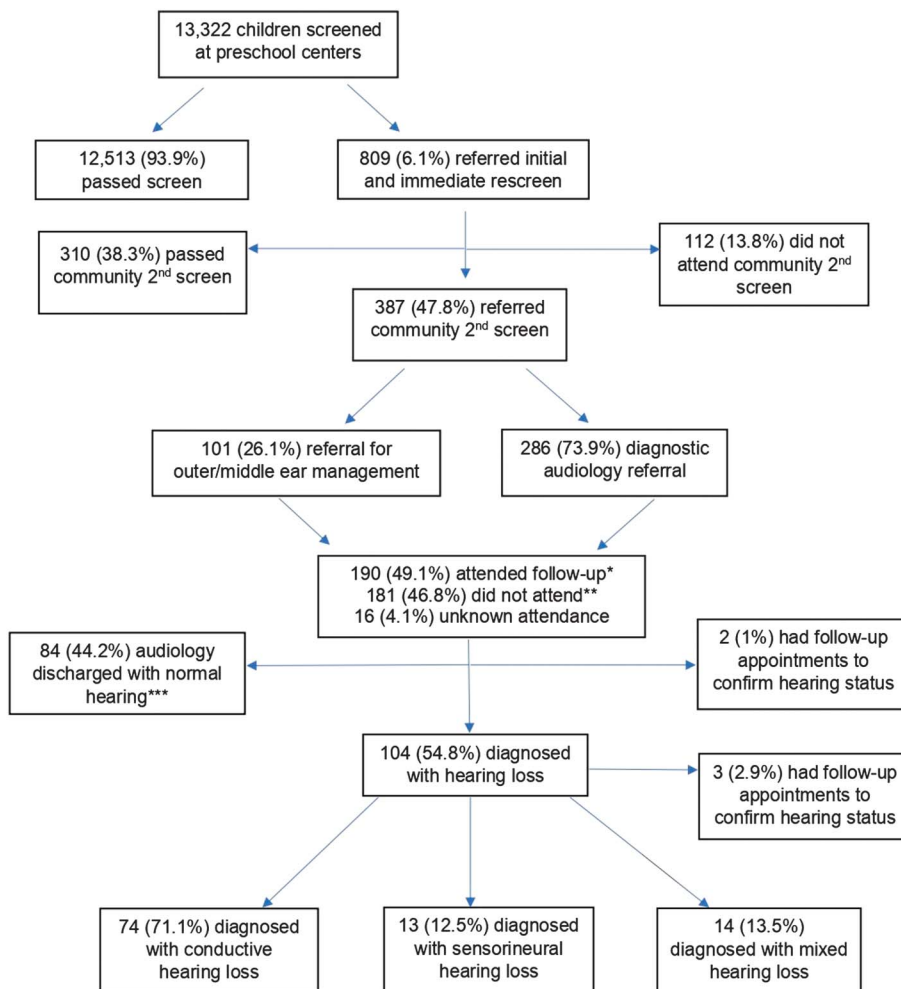 13,322 children screened
at preschool centers
12,513 (93.9%)
passed screen
809 (6.1%) referred initial
and immediate rescreen
310 (38.3%) passed
community 2nd screen
112 (13.8%) did not
attend community 2nd
screen
387 (47.8%) referred
community 2nd screen
101 (26.1%) referral for
outer/middle ear management
286 (73.9%) diagnostic
audiology referral
190 (49.1%) attended follow-up*
181 (46.8%) did not attend**
16 (4.1%) unknown attendance
84 (44.2%) audiology
discharged with normal
hearing***
2 (1%) had follow-up
appointments to
confirm hearing status
104 (54.8%) diagnosed
with hearing loss
3 (2.9%) had follow-up
appointments to
confirm hearing status
74 (71.1%) diagnosed
with conductive
hearing loss
13 (12.5%) diagnosed
with sensorineural
hearing loss
14 (13.5%)
diagnosed with mixed
hearing loss